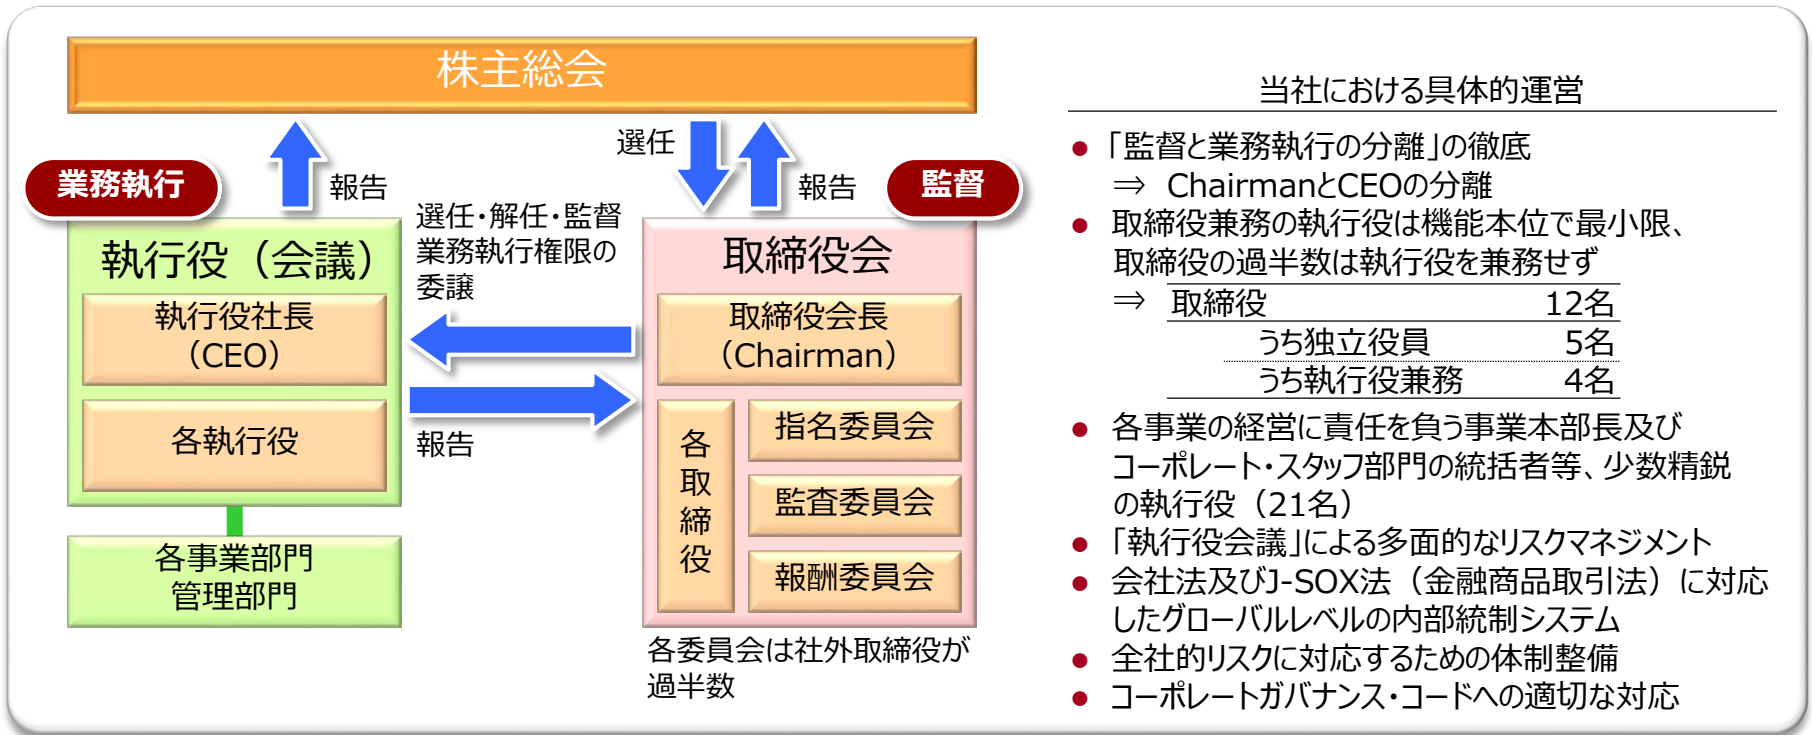 株主総会
業務執行
報告
選任
報告
監督
選任・解任・監督
業務執行権限の
委譲
執行役（会議）
執行役社長
（CEO）
各執行役
報告
各事業部門
管理部門
取締役会
取締役会長
（Chairman）
各取締役
指名委員会
監査委員会
報酬委員会
各委員会は社外取締役が
過半数
当社における具体的運営
● 「監督と業務執行の分離」の徹底
⇒ ChairmanとCEOの分離
● 取締役兼務の執行役は機能本位で最小限、
取締役の過半数は執行役を兼務せず
⇒ 取締役 12名
うち独立役員 5名
うち執行役兼務 4名
● 各事業の経営に責任を負う事業本部長及び
コーポレート・スタッフ部門の統括者等、少数精鋭
の執行役（21名）
● 「執行役会議」による多面的なリスクマネジメント
● 会社法及びJ-SOX法（金融商品取引法）に対応
したグローバルレベルの内部統制システム
● 全社的リスクに対応するための体制整備
● コーポレートガバナンス・コードへの適切な対応